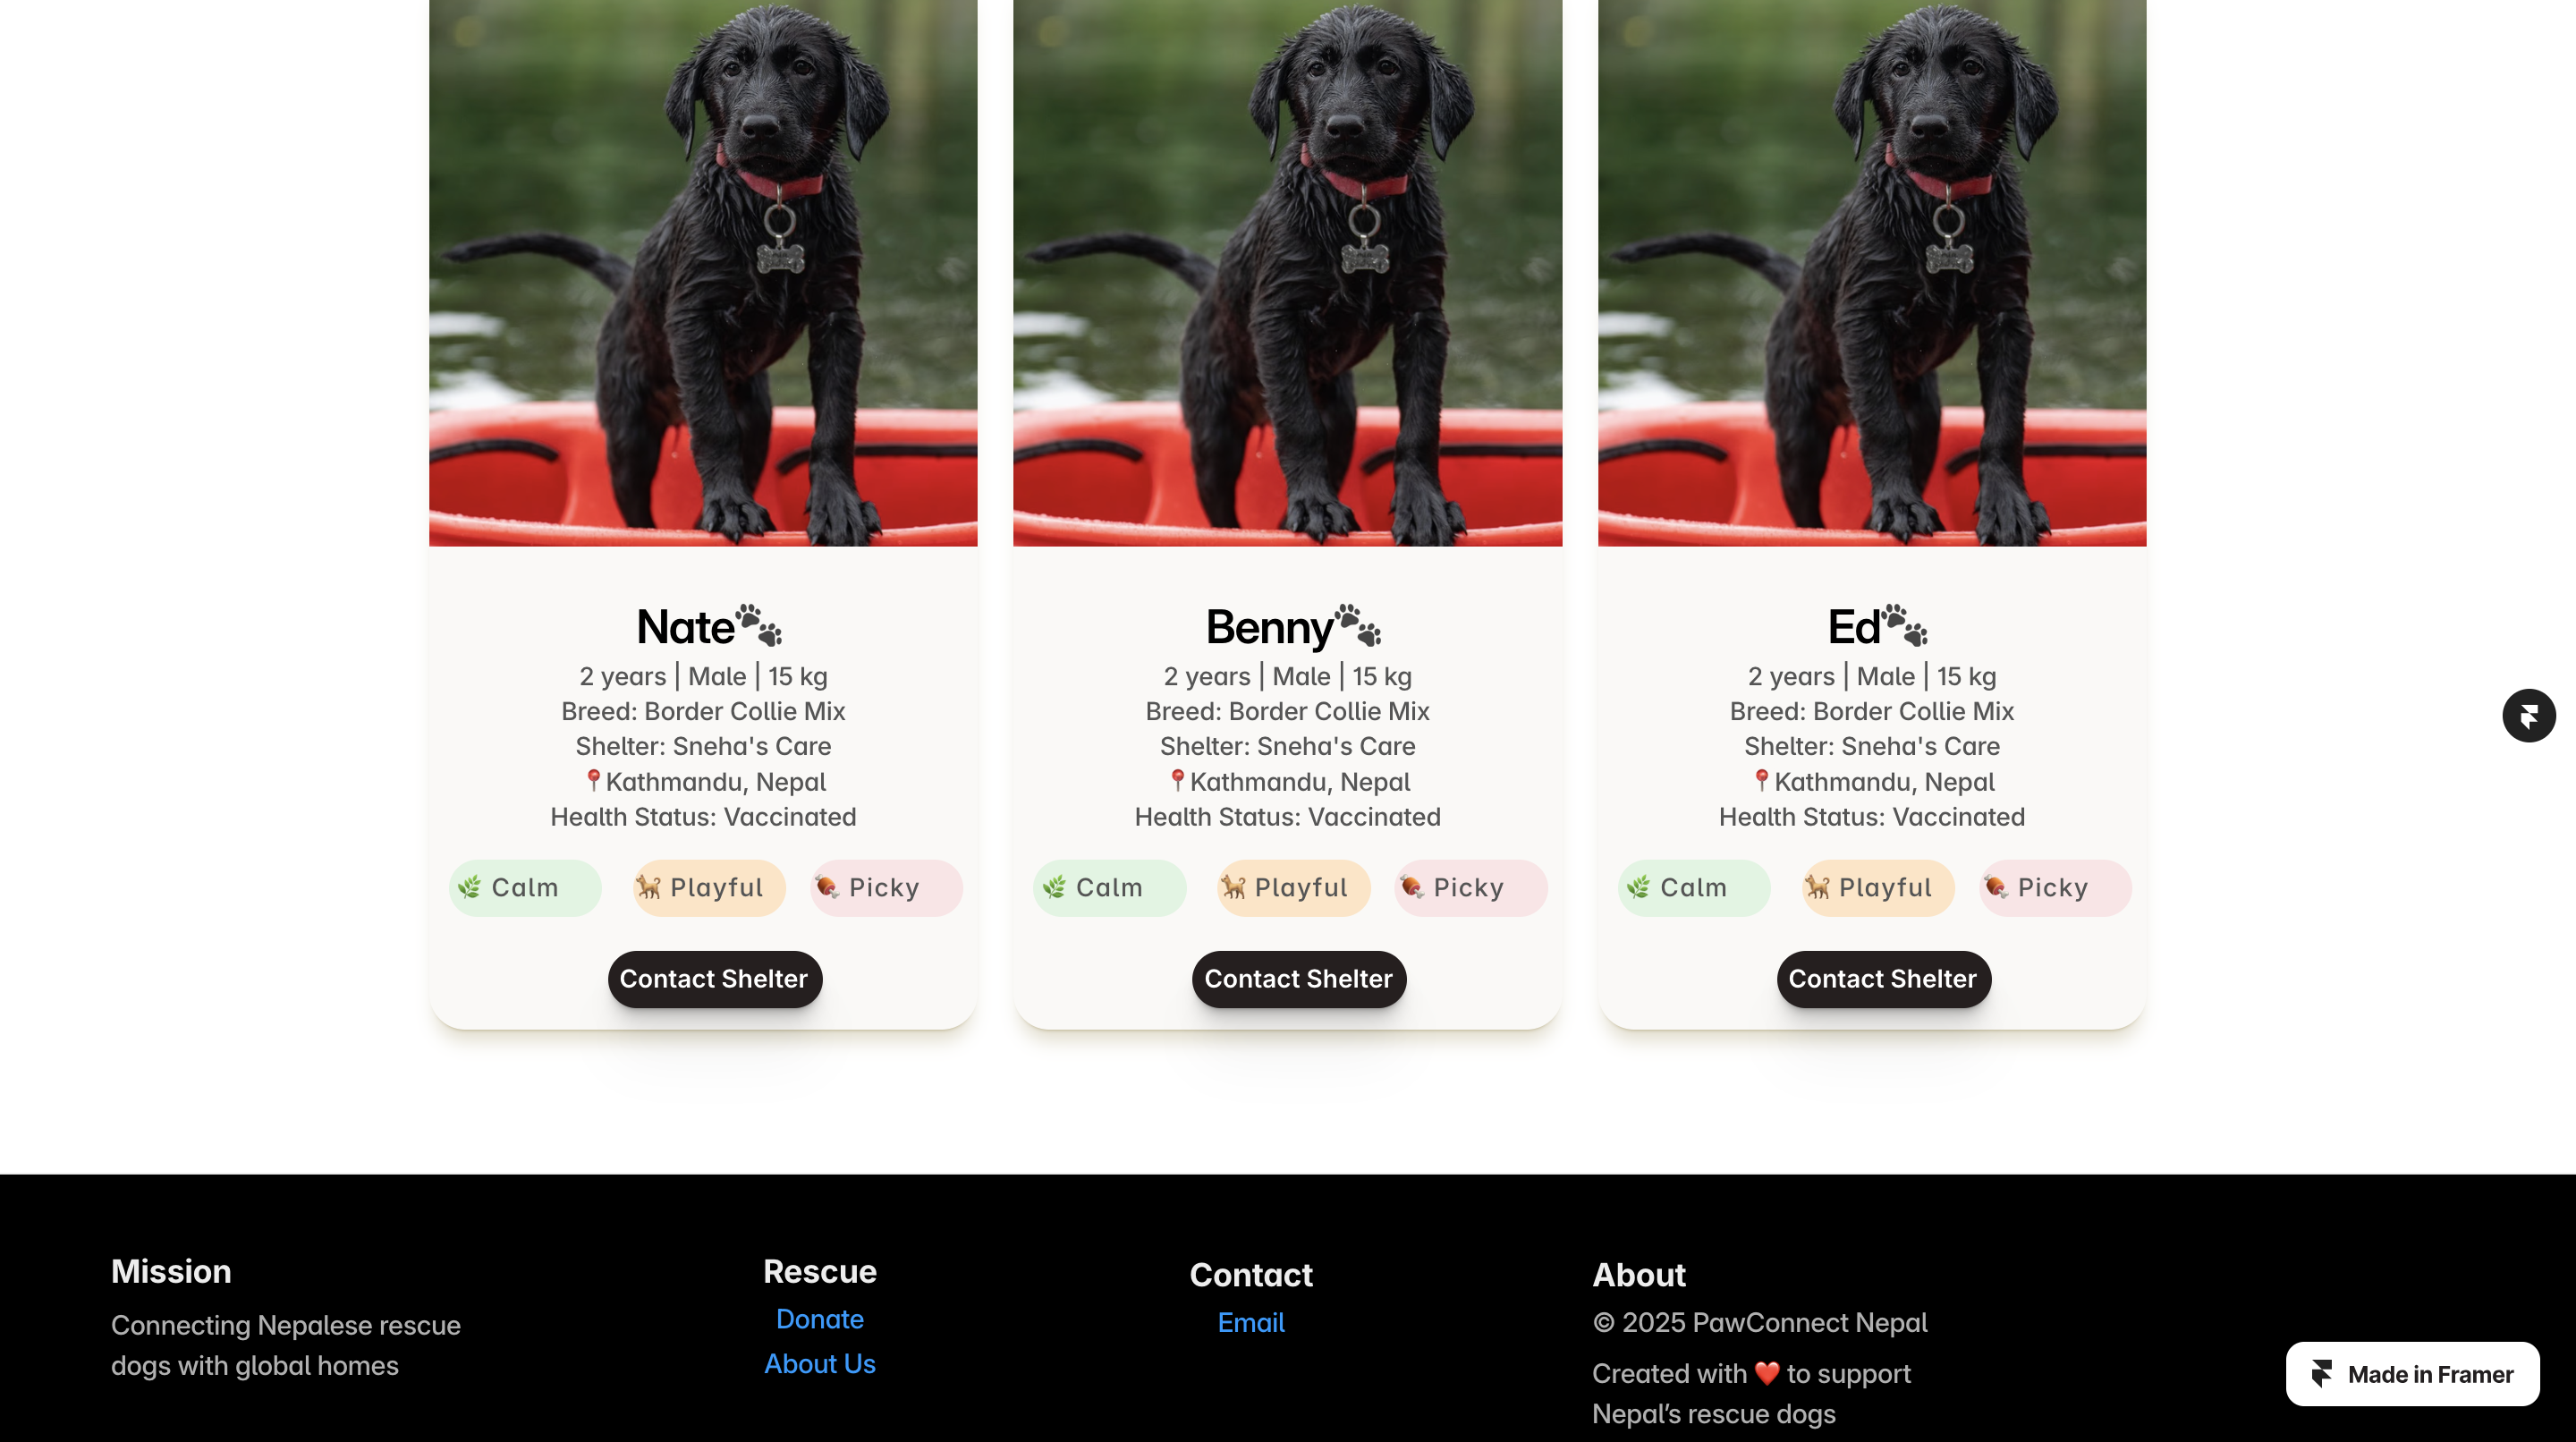 Nate🐾
2 years | Male | 15 kg
Breed: Border Collie Mix
Shelter: Sneha's Care
📍Kathmandu, Nepal
Health Status: Vaccinated
🌿 Calm
🐕 Playful
🍖 Picky
Contact Shelter
Benny🐾
2 years | Male | 15 kg
Breed: Border Collie Mix
Shelter: Sneha's Care
📍Kathmandu, Nepal
Health Status: Vaccinated
🌿 Calm
🐕 Playful
🍖 Picky
Contact Shelter
Ed🐾
2 years | Male | 15 kg
Breed: Border Collie Mix
Shelter: Sneha's Care
📍Kathmandu, Nepal
Health Status: Vaccinated
🌿 Calm
🐕 Playful
🍖 Picky
Contact Shelter
Mission
Connecting Nepalese rescue
dogs with global homes
Rescue
Donate
About Us
Contact
Email
About
© 2025 PawConnect Nepal
Created with ❤️ to support
Nepal’s rescue dogs
Made in Framer